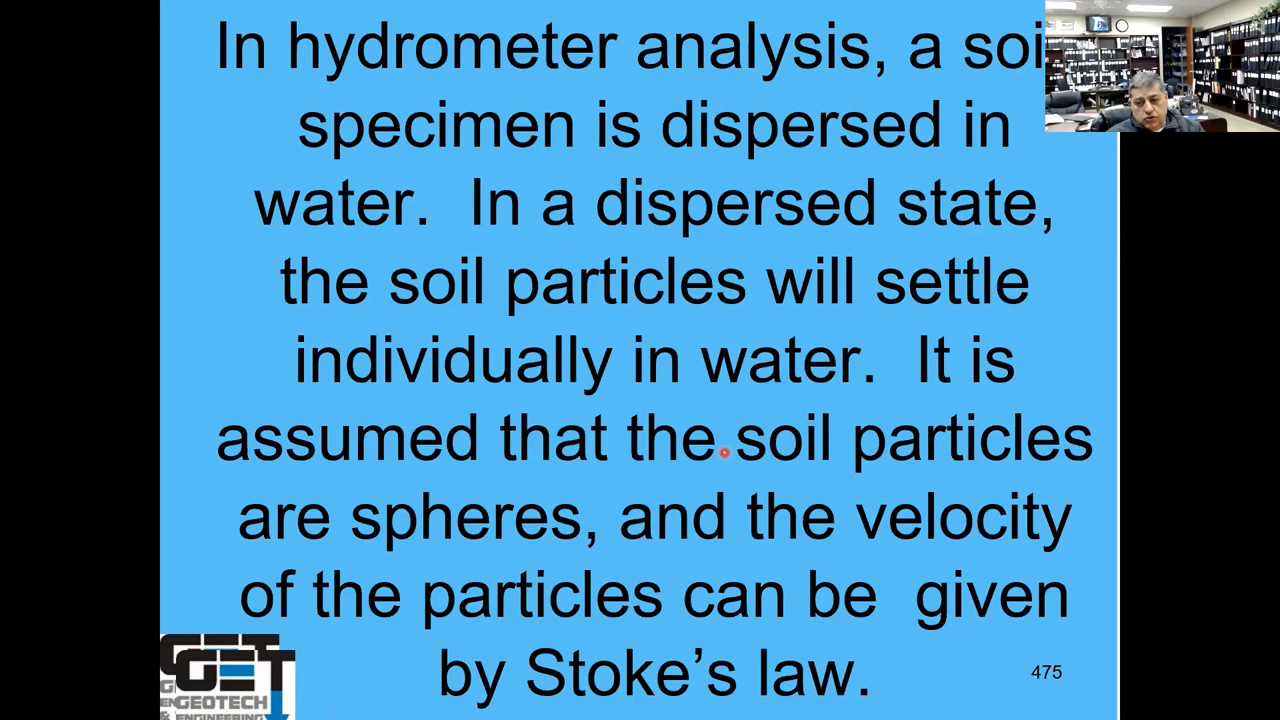 In hydrometer analysis, a soi
specimen is dispersed in
water. In a dispersed state,
the soil particles will settle
individually in water. It is
assumed that the soil particles
are spheres, and the velocity
of the particles can be given
by Stoke’s law.
475
GET
GEOTECH
& ENGINEERING